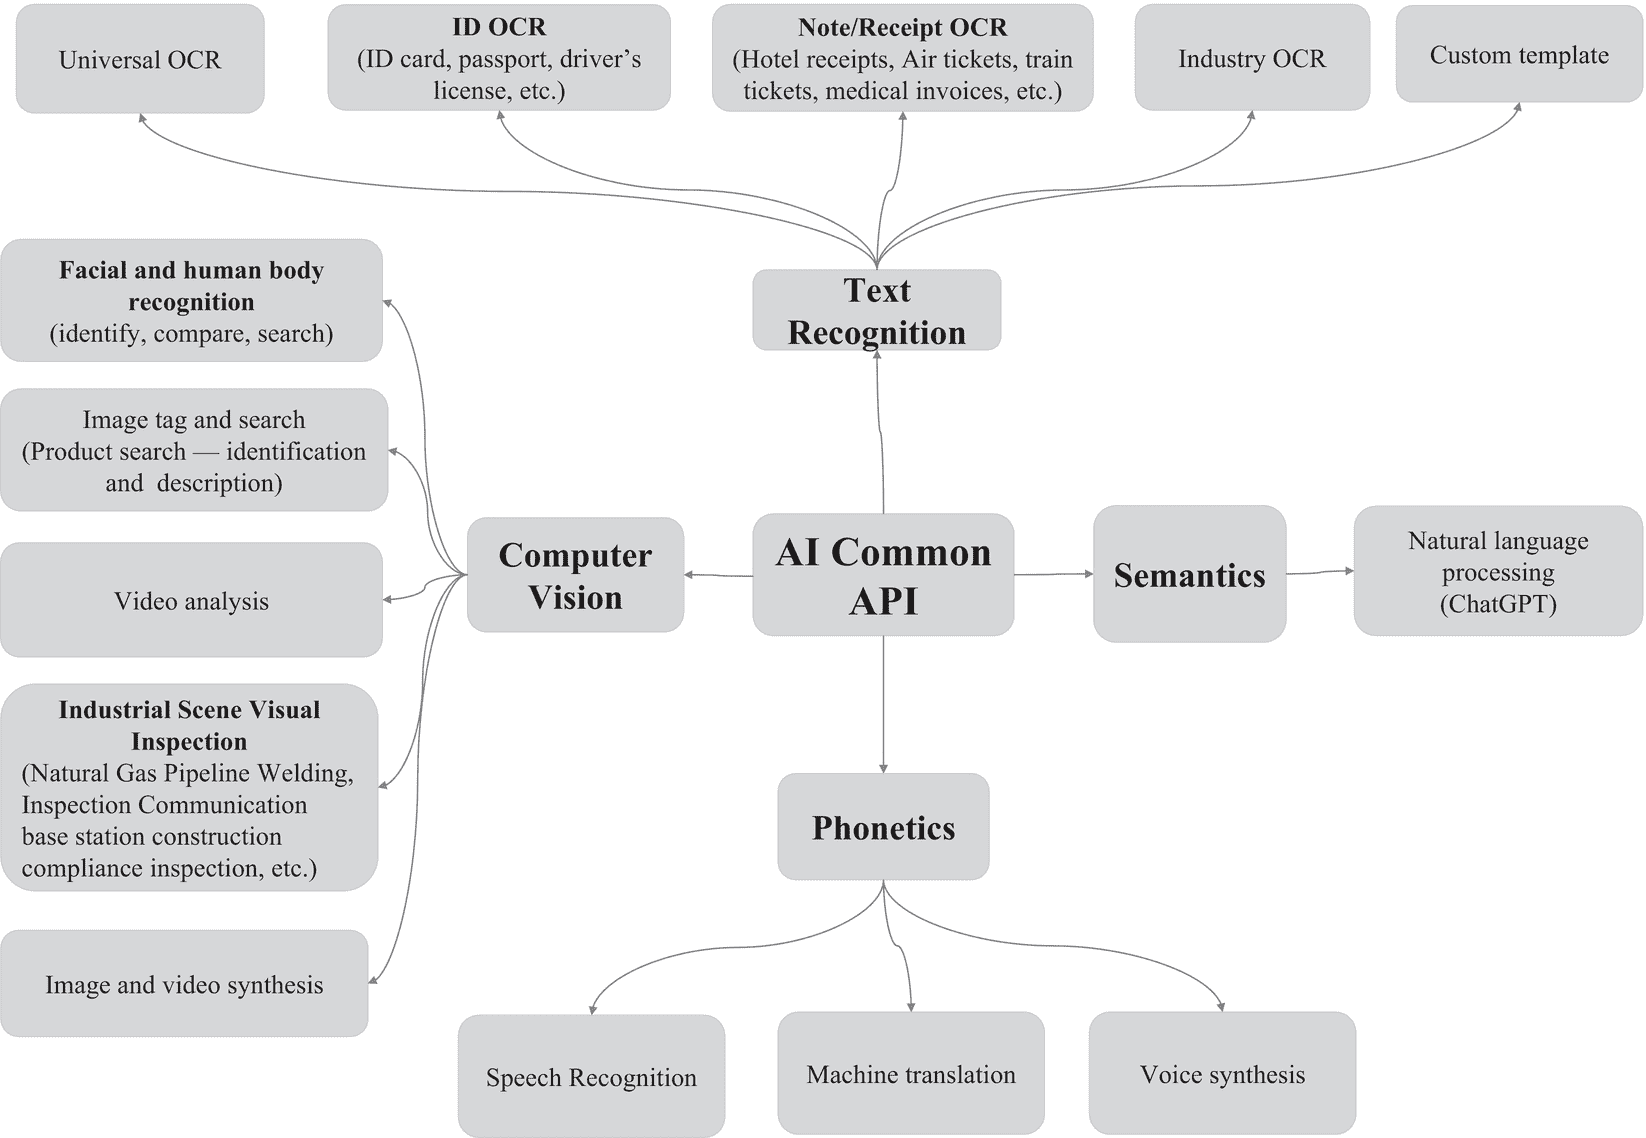 Universal OCR
ID OCR
(ID card, passport, driver’s
license, etc.)
Note/Receipt OCR
(Hotel receipts, Air tickets, train
tickets, medical invoices, etc.)
Industry OCR
Custom template
Text
Recognition
Facial and human body
recognition
(identify, compare, search)
Image tag and search
(Product search — identification
and description)
Video analysis
Industrial Scene Visual
Inspection
(Natural Gas Pipeline Welding,
Inspection Communication
base station construction
compliance inspection, etc.)
Image and video synthesis
Computer
Vision
AI Common
API
Semantics
Natural language
processing
(ChatGPT)
Phonetics
Speech Recognition
Machine translation
Voice synthesis